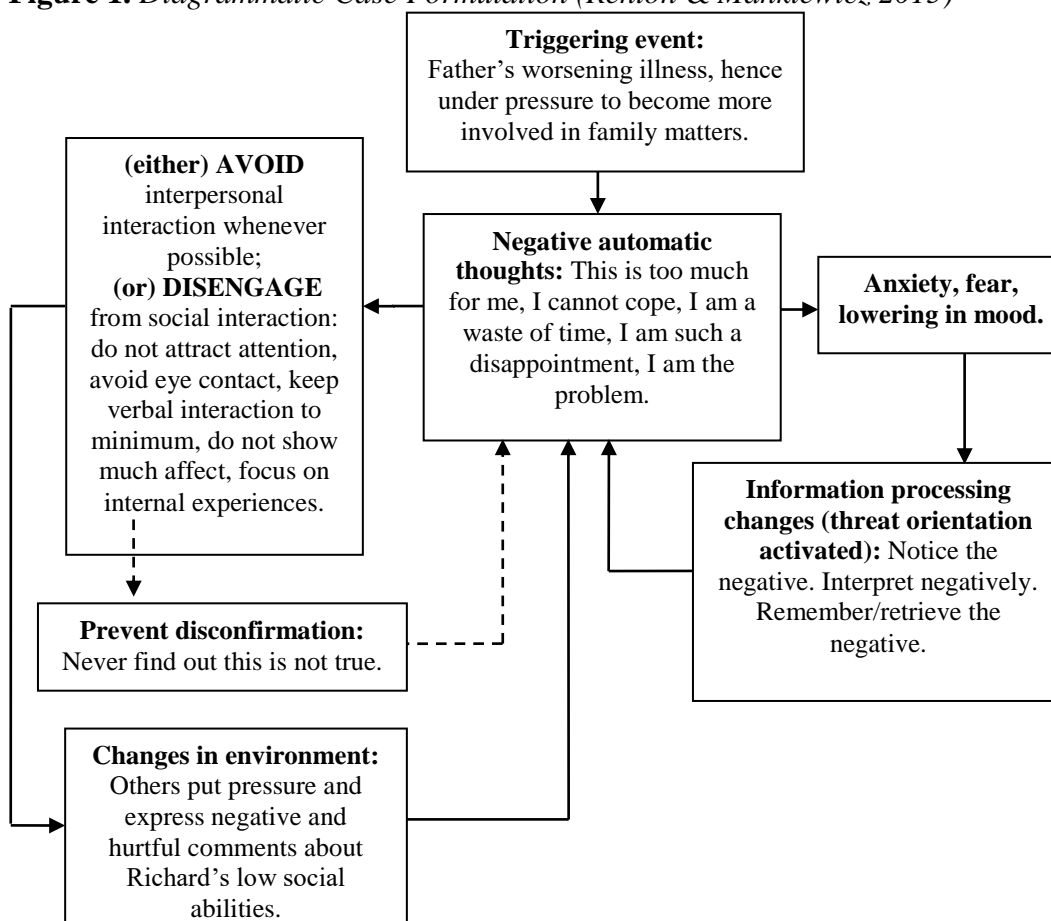 Figure 1. Diagrammatic Case Formulation & Mankiewicz
Triggering event:
Father's worsening illness, hence
under pressure to become more
involved in family matters.
(either) AVOID
interpersonal
interaction whenever
possible;
(or) DISENGAGE
from social interaction:
do not attract attention,
avoid eye contact, keep
verbal interaction to
minimum, do not show
much affect, focus on
internal experiences.
Negative automatic
thoughts: This is too much
for me, I cannot cope, I am a
waste of time, I am such a
disappointment, I am the
problem.
Anxiety, fear,
lowering in mood.
Information processing
changes (threat orientation
activated): Notice the
negative. Interpret negatively.
Remember/retrieve the
negative.
Prevent disconfirmation:
Never find out this is not true.
Changes in environment:
Others put pressure and
express negative and
hurtful comments about
Richard's low social
abilities.